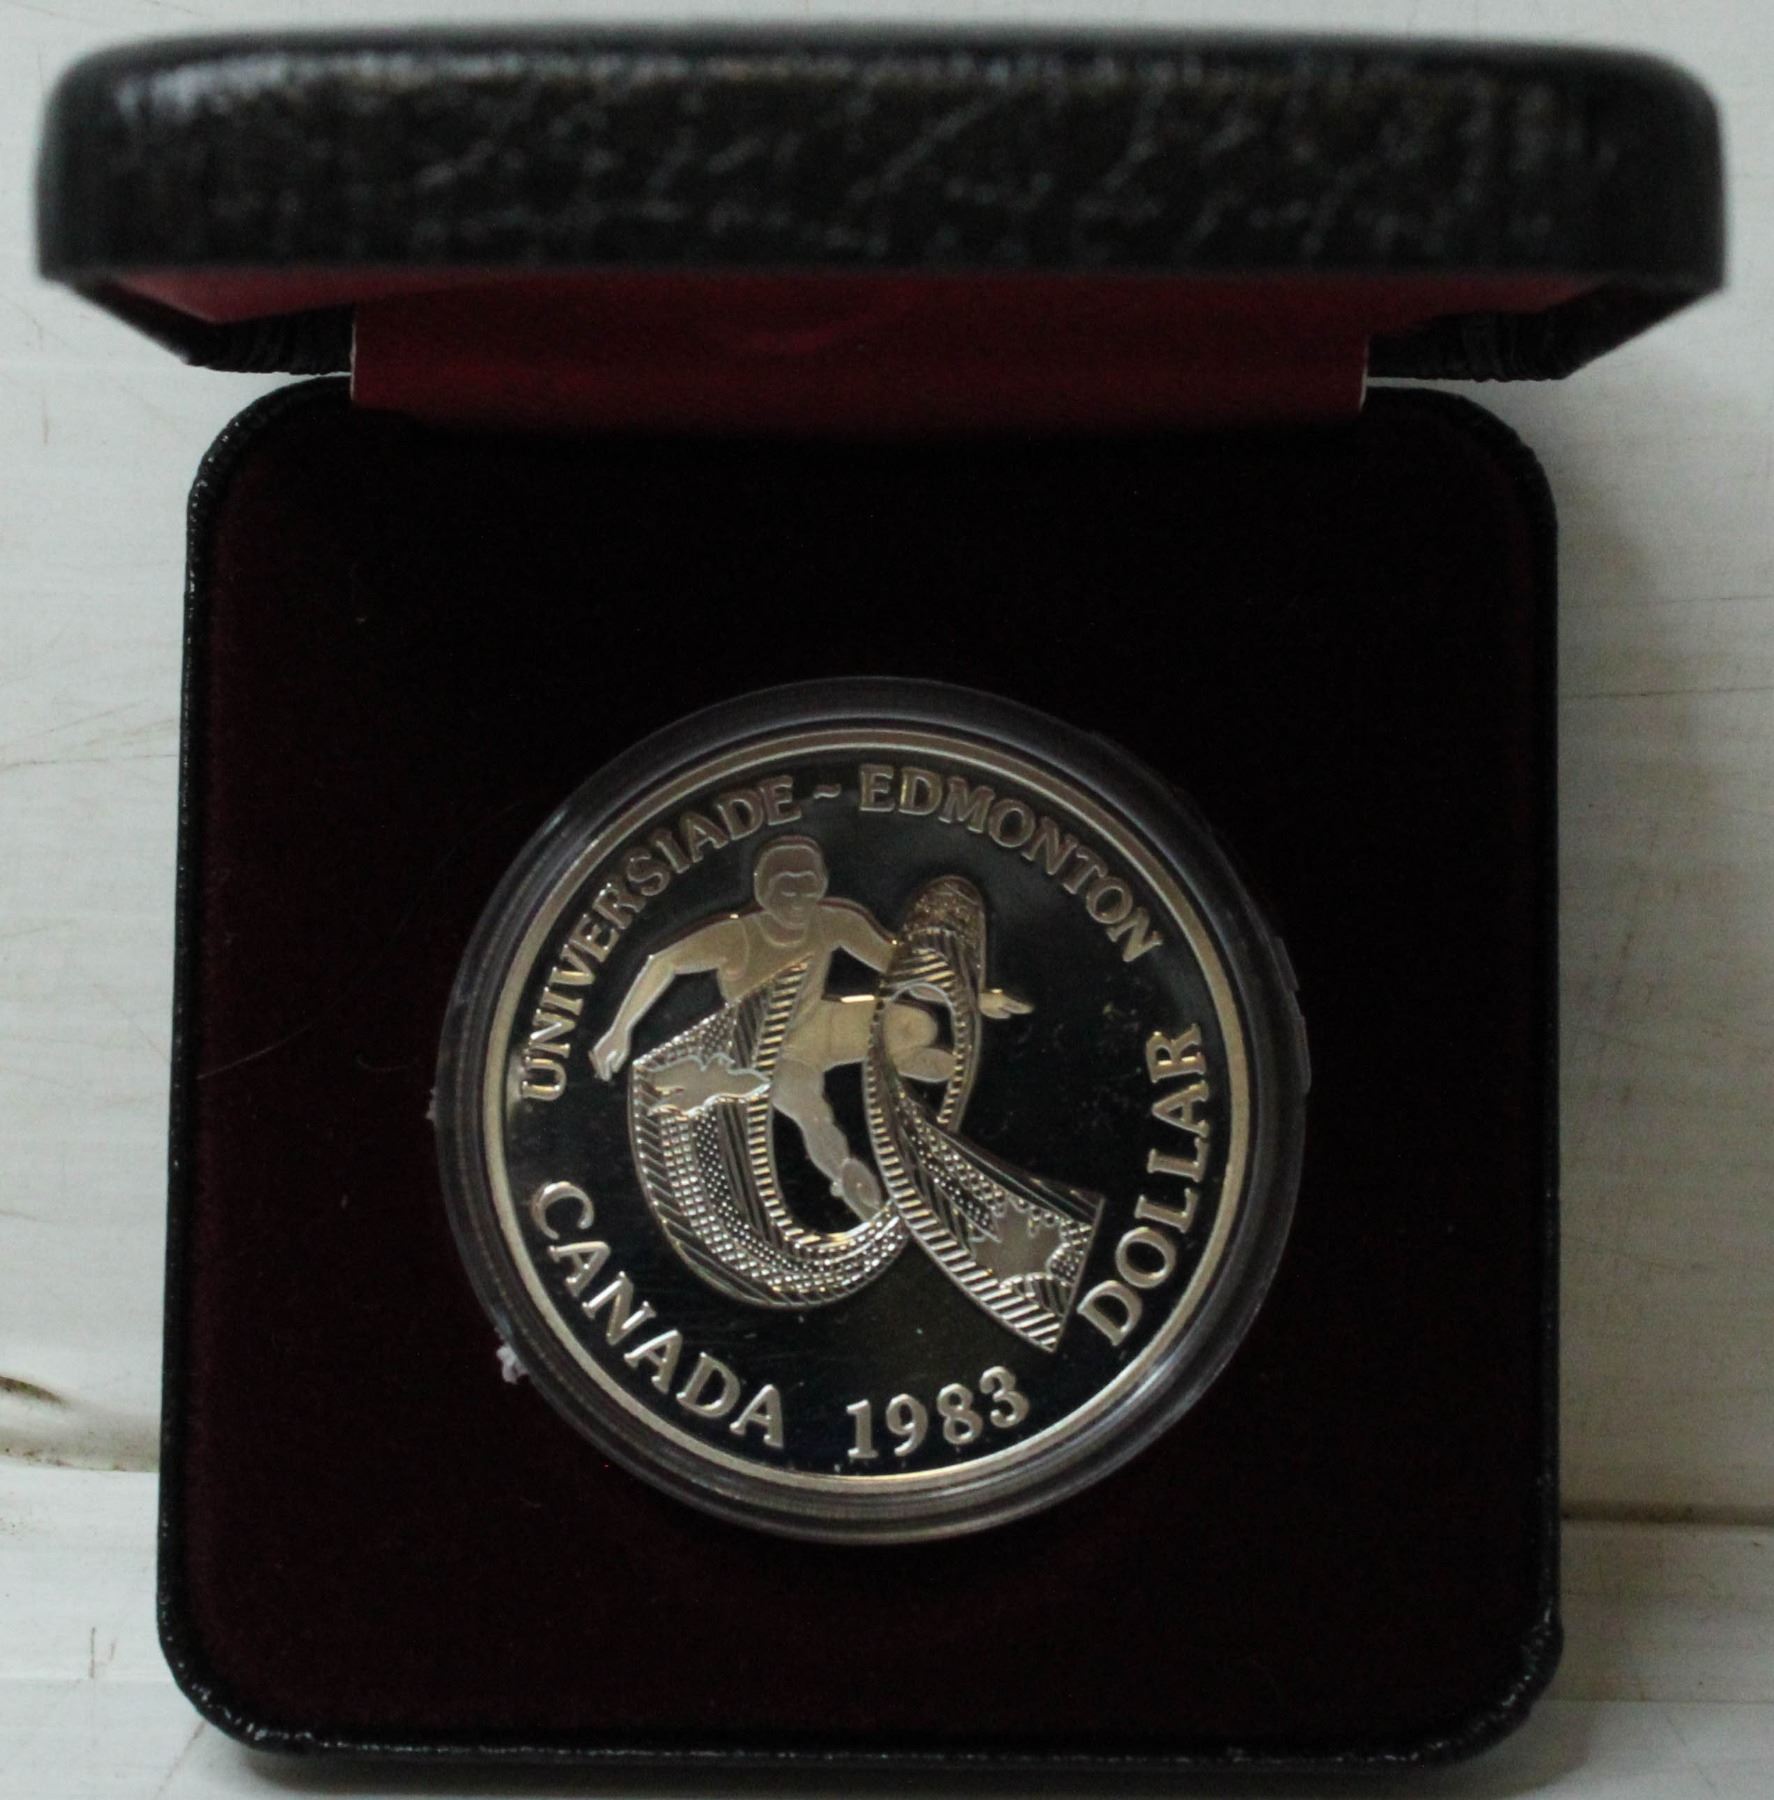 UNIVERSIADE ~ EDMONTON
CANADA 1983 DOLLAR